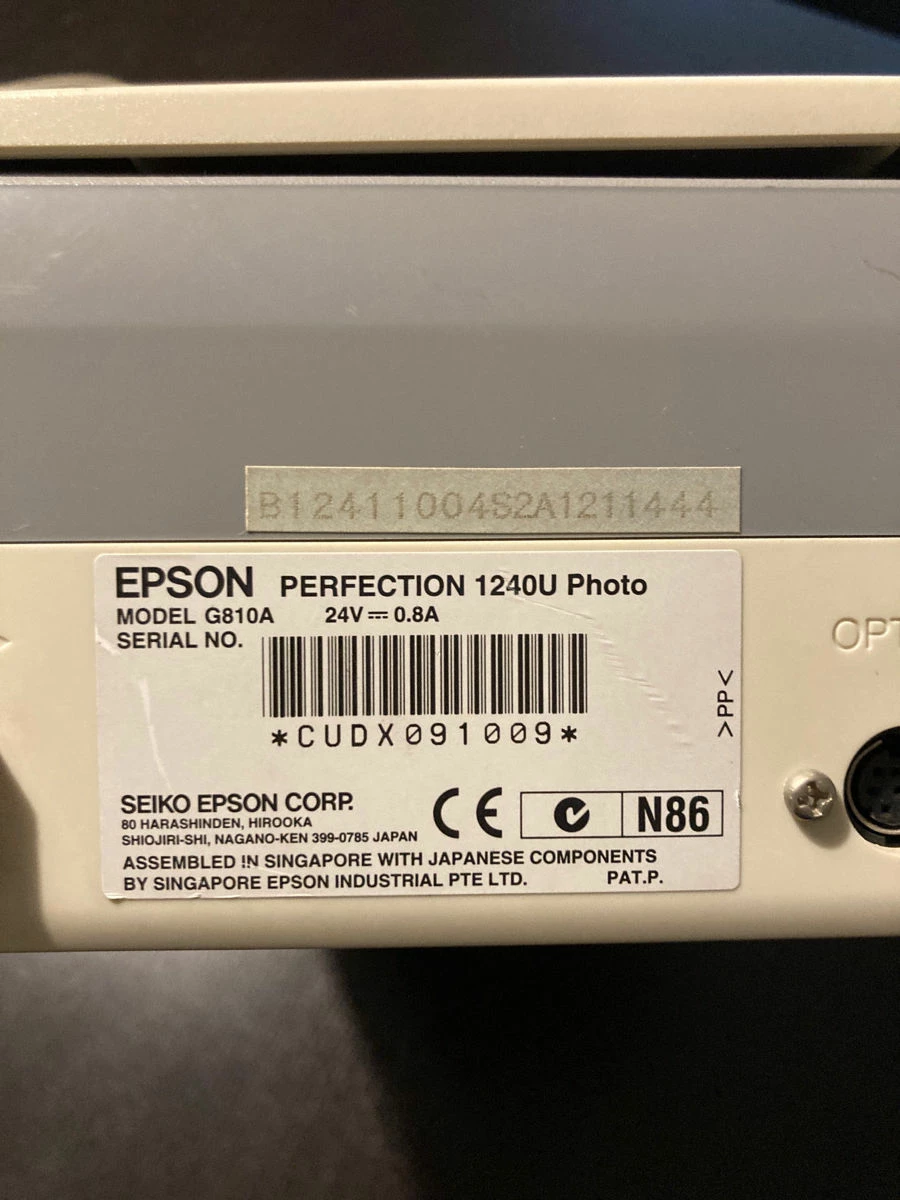 B12411004S2A1211444
EPSON PERFECTION 1240U Photo
MODEL G810A 24V⎓0.8A
SERIAL NO.
*CUDX091009*
>PP<
SEIKO EPSON CORP.
80 HARASHINDEN, HIROOKA
SHIOJIRI-SHI, NAGANO-KEN 399-0785 JAPAN
CE N86
ASSEMBLED IN SINGAPORE WITH JAPANESE COMPONENTS
BY SINGAPORE EPSON INDUSTRIAL PTE LTD. PAT.P.
OPT